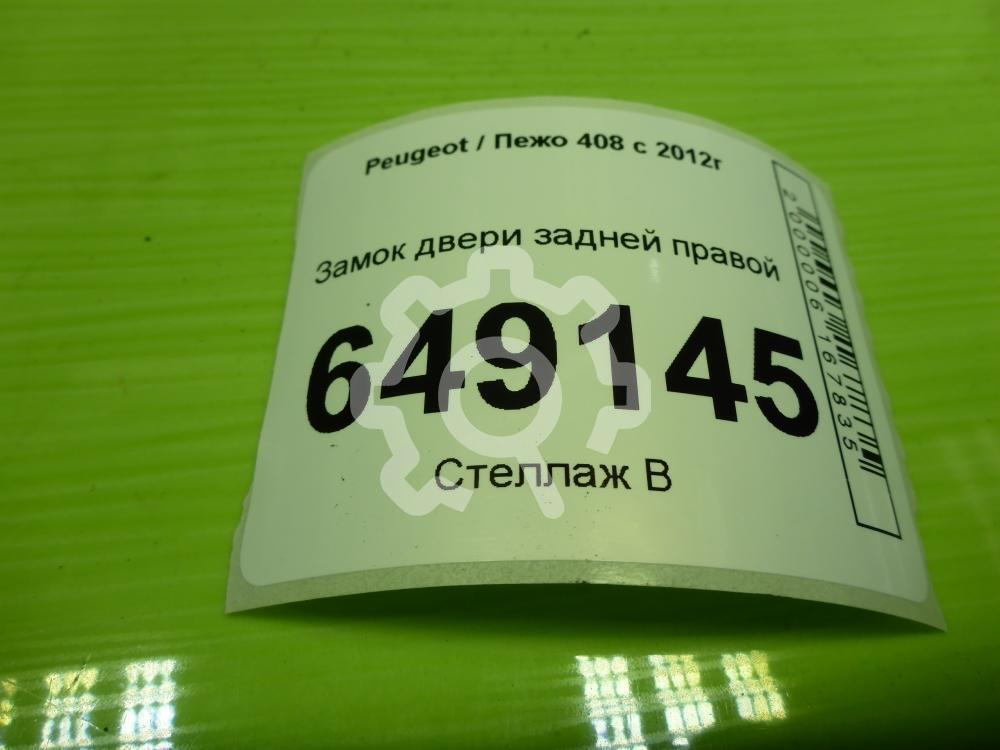 Peugeot / Пежо 408 с 2012г
Замок двери задней правой
649145
Стеллаж В
2000006167835